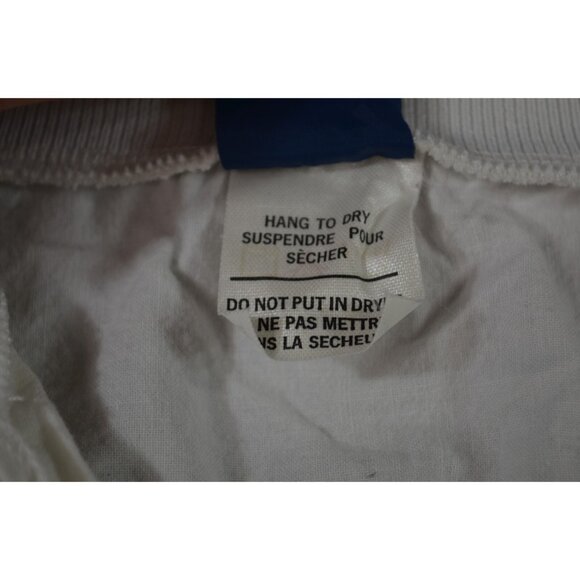 HANG TO DRY
SUSPENDRE POUR
SÈCHER
DO NOT PUT IN DRY
NE PAS METTR
NS LA SECHEU